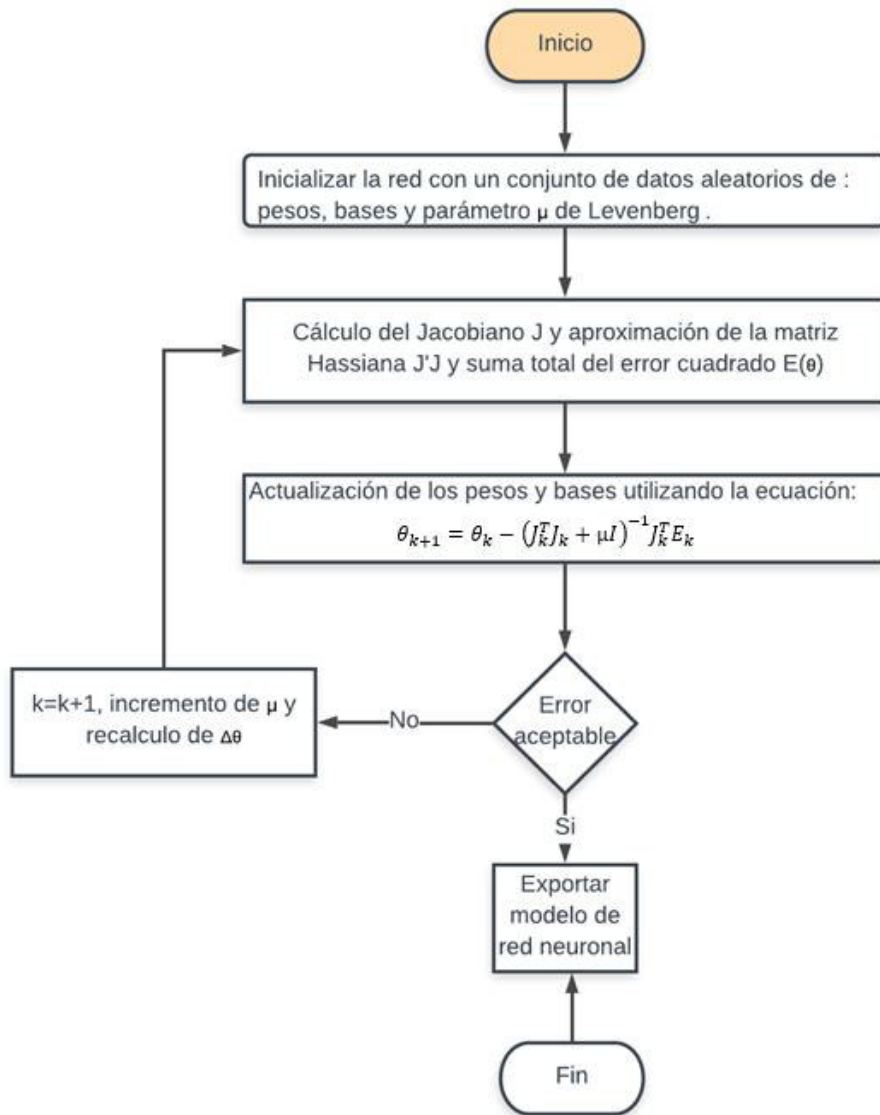 Inicio
Inicializar la red con un conjunto de datos aleatorios de :
pesos, bases y parámetro μ de Levenberg .
Cálculo del Jacobiano J y aproximación de la matriz
Hassiana J'J y suma total del error cuadrado E(θ)
Actualización de los pesos y bases utilizando la ecuación:
θ_{k+1} = θ_k − (J_k^T J_k + μI)^{−1} J_k^T E_k
k=k+1, incremento de μ y
recalculo de Δθ
No
Error
aceptable
Si
Exportar
modelo de
red neuronal
Fin